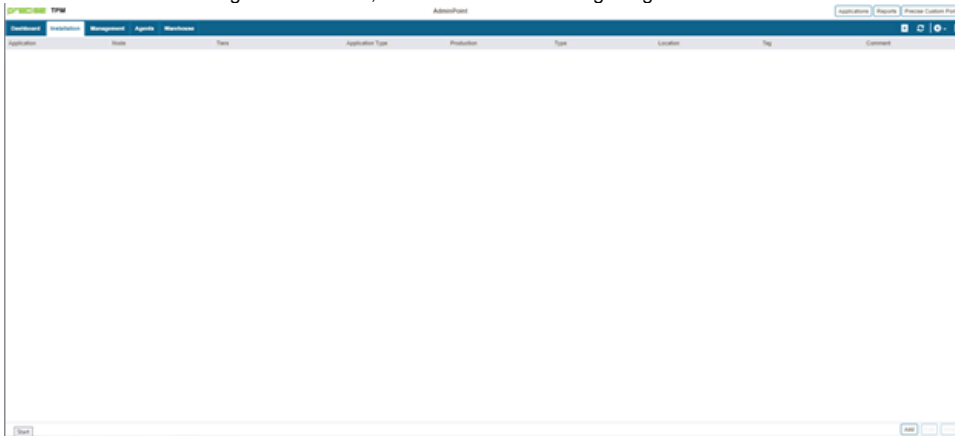 precise TPM
AdminPoint
Applications Reports Precise Custom Por
Dashboard Installation Management Agents Warehouse
Application Node Tiers Application Type Production Type Location Tag Comment
Start
Add